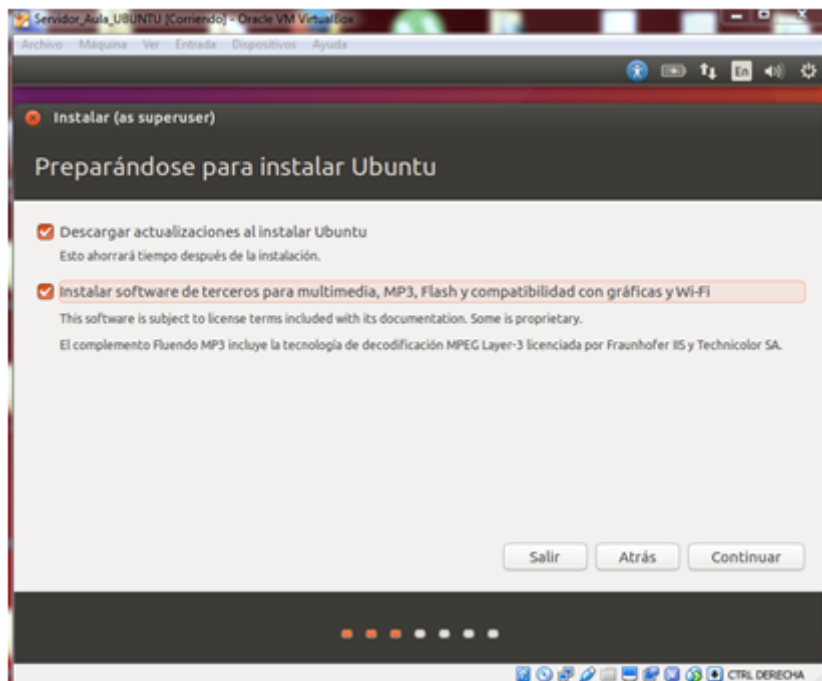 Servidor_Aula_UBUNTU [Corriendo] - Oracle VM VirtualBox
Archivo Máquina Ver Entrada Dispositivos Ayuda
En
Instalar (as superuser)
Preparándose para instalar Ubuntu
Descargar actualizaciones al instalar Ubuntu
Esto ahorrará tiempo después de la instalación.
Instalar software de terceros para multimedia, MP3, Flash y compatibilidad con gráficas y Wi-Fi
This software is subject to license terms included with its documentation. Some is proprietary.
El complemento Fluendo MP3 incluye la tecnología de decodificación MPEG Layer-3 licenciada por Fraunhofer IIS y Technicolor SA.
Salir Atrás Continuar
CTRL DERECHA